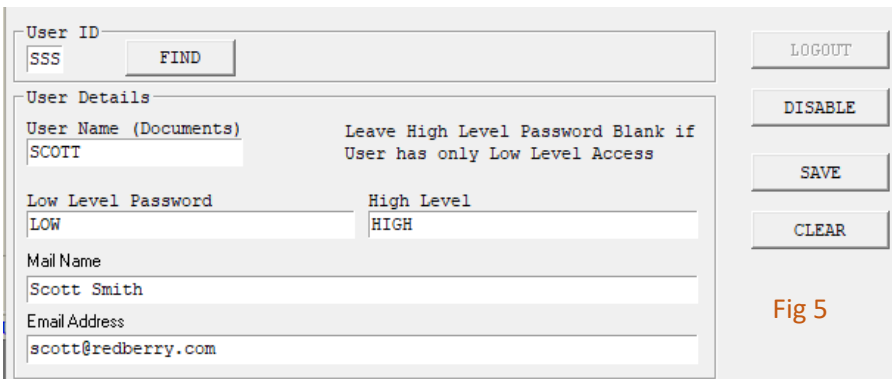 User ID
SSS
FIND
LOGOUT
User Details
DISABLE
User Name (Documents)
SCOTT
Leave High Level Password Blank if
User has only Low Level Access
SAVE
Low Level Password
High Level
LOW
HIGH
CLEAR
Mail Name
Scott Smith
Fig 5
Email Address
scott@redberry.com